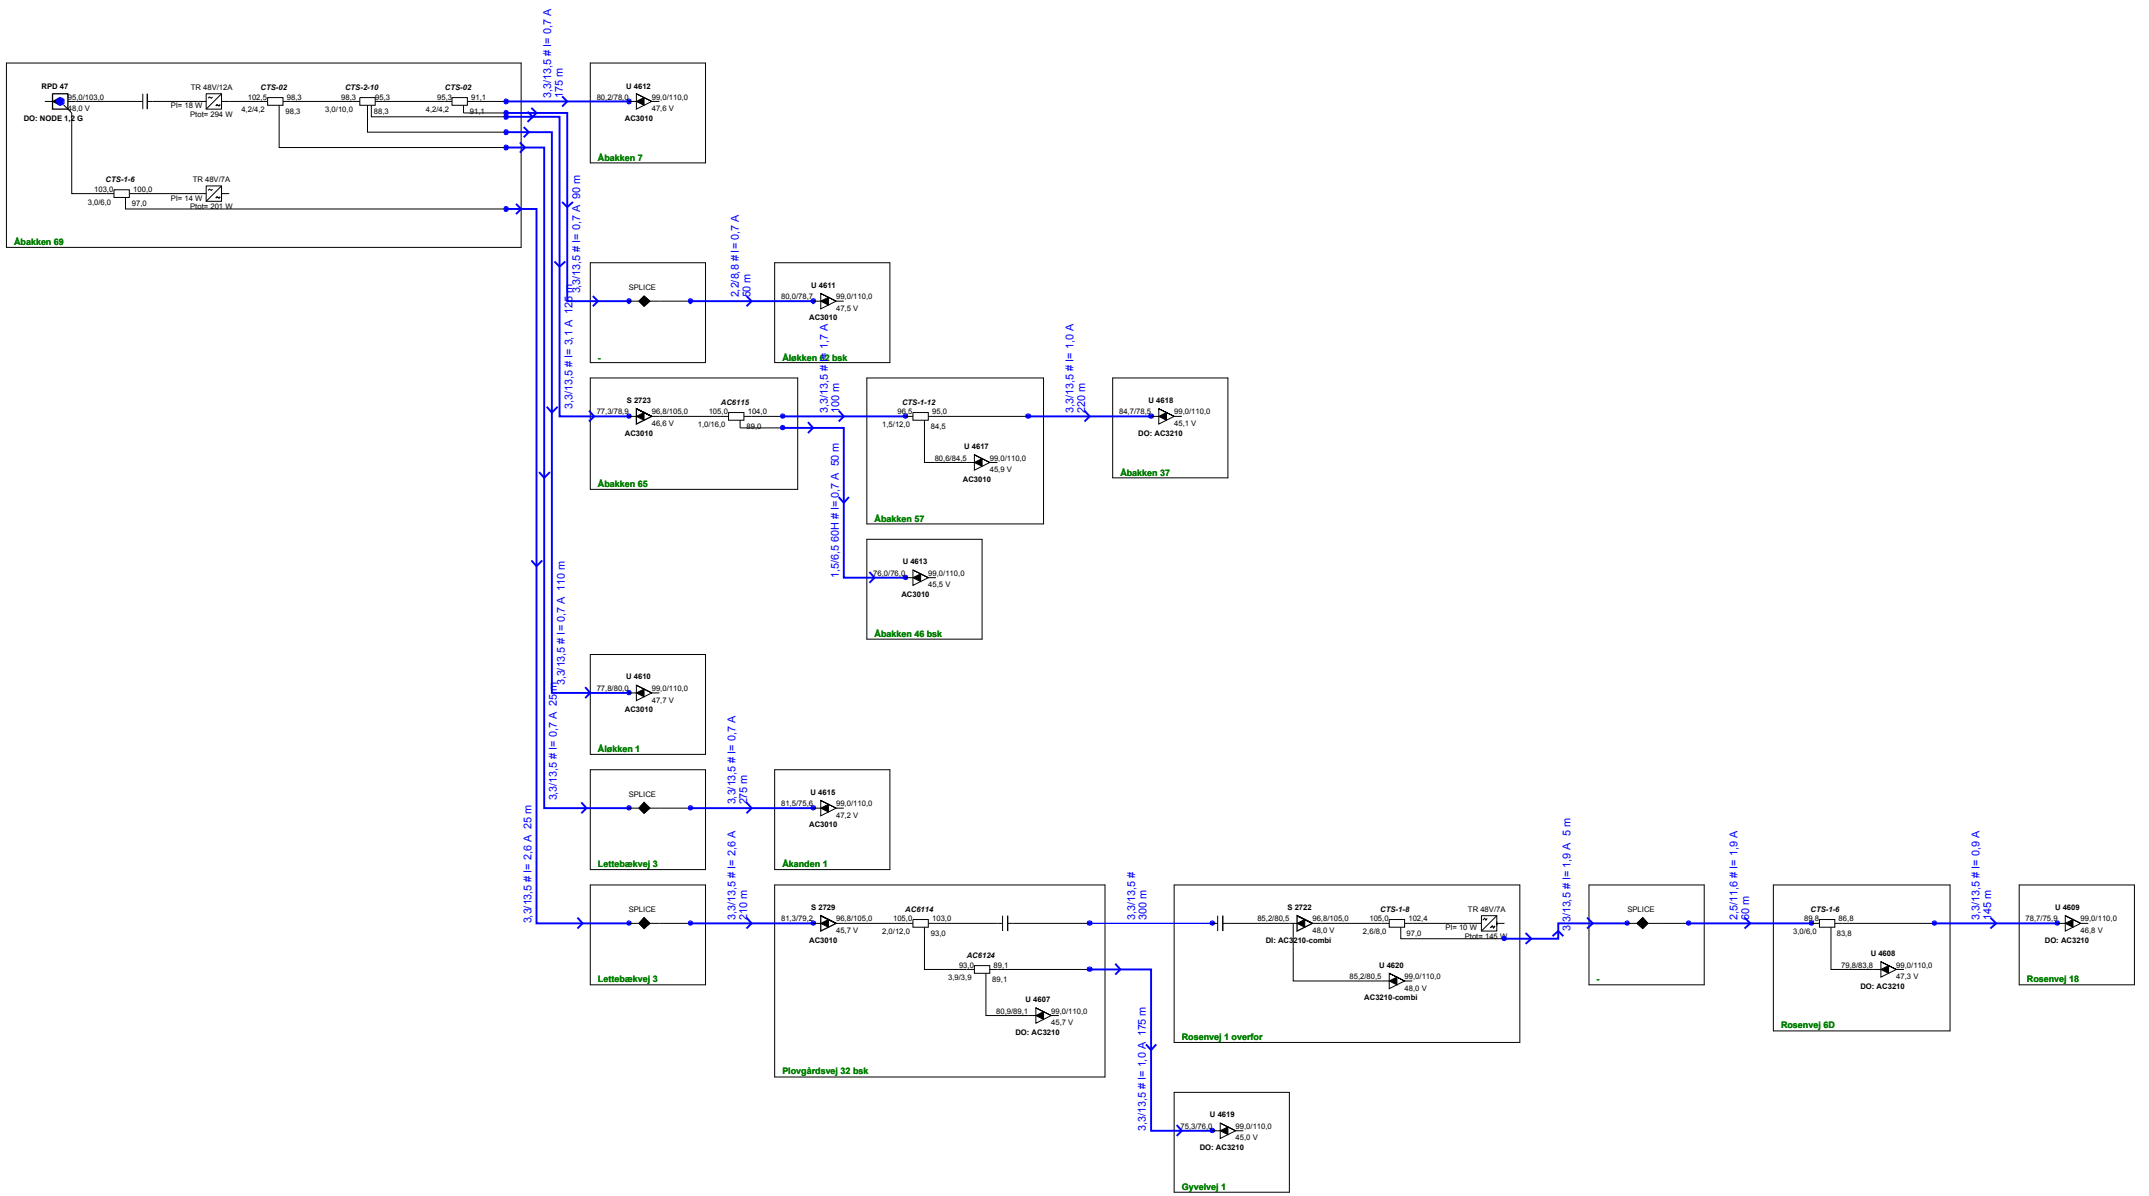 RPD 47
95,0/103,0
48,0 V
DO: NODE 1,2 G
TR 48V/12A
PI= 18 W
Ptot= 294 W
CTS-02
102,5
98,3
4,2/4,2
98,3
CTS-2-10
98,3
95,3
3,0/10,0
88,3
CTS-02
95,3
91,1
4,2/4,2
91,1
CTS-1-6
103,0
100,0
3,0/6,0
97,0
TR 48V/7A
PI= 14 W
Ptot= 201 W
Åbakken 69
3,3/13,5 # I= 0,7 A
175 m
U 4612
80,2/78,0
99,0/110,0
47,6 V
AC3010
Åbakken 7
3,3/13,5 # I= 0,7 A 90 m
SPLICE
-
2,2/8,8 # I= 0,7 A
50 m
U 4611
80,0/78,7
99,0/110,0
47,5 V
AC3010
Åløkken 12 bsk
3,3/13,5 # I= 3,1 A 125 m
S 2723
77,3/78,9
96,8/105,0
46,6 V
AC3010
AC6115
105,0
104,0
1,0/16,0
89,0
Åbakken 65
3,3/13,5 # I= 1,7 A
100 m
CTS-1-12
96,5
95,0
1,5/12,0
84,5
U 4617
80,6/84,5
99,0/110,0
45,9 V
AC3010
Åbakken 57
3,3/13,5 # I= 1,0 A
220 m
U 4618
84,7/78,5
99,0/110,0
45,1 V
DO: AC3210
Åbakken 37
1,5/6,5 60H # I= 0,7 A 50 m
U 4613
76,0/76,0
99,0/110,0
45,5 V
AC3010
Åbakken 46 bsk
3,3/13,5 # I= 0,7 A 110 m
U 4610
77,8/80,0
99,0/110,0
47,7 V
AC3010
Åløkken 1
3,3/13,5 # I= 0,7 A 25 m
SPLICE
Lettebækvej 3
3,3/13,5 # I= 0,7 A
275 m
U 4615
81,5/75,6
99,0/110,0
47,2 V
AC3010
Åkanden 1
3,3/13,5 # I= 2,6 A 25 m
SPLICE
Lettebækvej 3
3,3/13,5 # I= 2,6 A
210 m
S 2729
81,3/79,2
96,8/105,0
45,7 V
AC3010
AC6114
105,0
103,0
2,0/12,0
93,0
AC6124
93,0
89,1
3,9/3,9
89,1
U 4607
80,9/89,1
99,0/110,0
45,7 V
DO: AC3210
Plovgårdsvej 32 bsk
3,3/13,5 #
300 m
S 2722
85,2/80,5
96,8/105,0
48,0 V
DI: AC3210-combi
CTS-1-8
105,0
102,4
2,6/8,0
97,0
TR 48V/7A
PI= 10 W
Ptot= 145 W
U 4620
85,2/80,5
99,0/110,0
48,0 V
AC3210-combi
Rosenvej 1 overfor
3,3/13,5 # I= 1,9 A 5 m
SPLICE
-
2,5/11,6 # I= 1,9 A
60 m
CTS-1-6
89,8
86,8
3,0/6,0
83,8
U 4608
79,8/83,8
99,0/110,0
47,3 V
DO: AC3210
Rosenvej 6D
3,3/13,5 # I= 0,9 A
145 m
U 4609
78,7/75,9
99,0/110,0
46,8 V
DO: AC3210
Rosenvej 18
3,3/13,5 # I= 1,0 A 175 m
U 4619
75,3/76,0
99,0/110,0
45,0 V
DO: AC3210
Gyvelvej 1